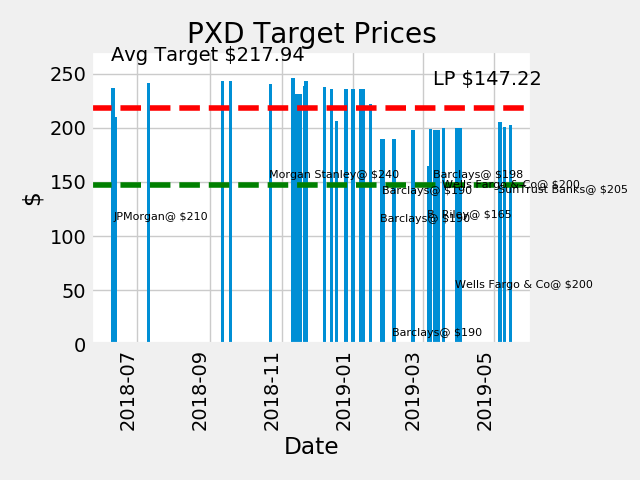 PXD Target Prices
Avg Target $217.94
LP $147.22
250
200
150
100
50
0
$
Morgan Stanley@ $240
Barclays@ $198
Wells Fargo & Co@ $200
SunTrust Banks@ $205
Barclays@ $190
JPMorgan@ $210
B. Riley@ $165
Barclays@ $190
Wells Fargo & Co@ $200
Barclays@ $190
2018-07
2018-09
2018-11
2019-01
2019-03
2019-05
Date